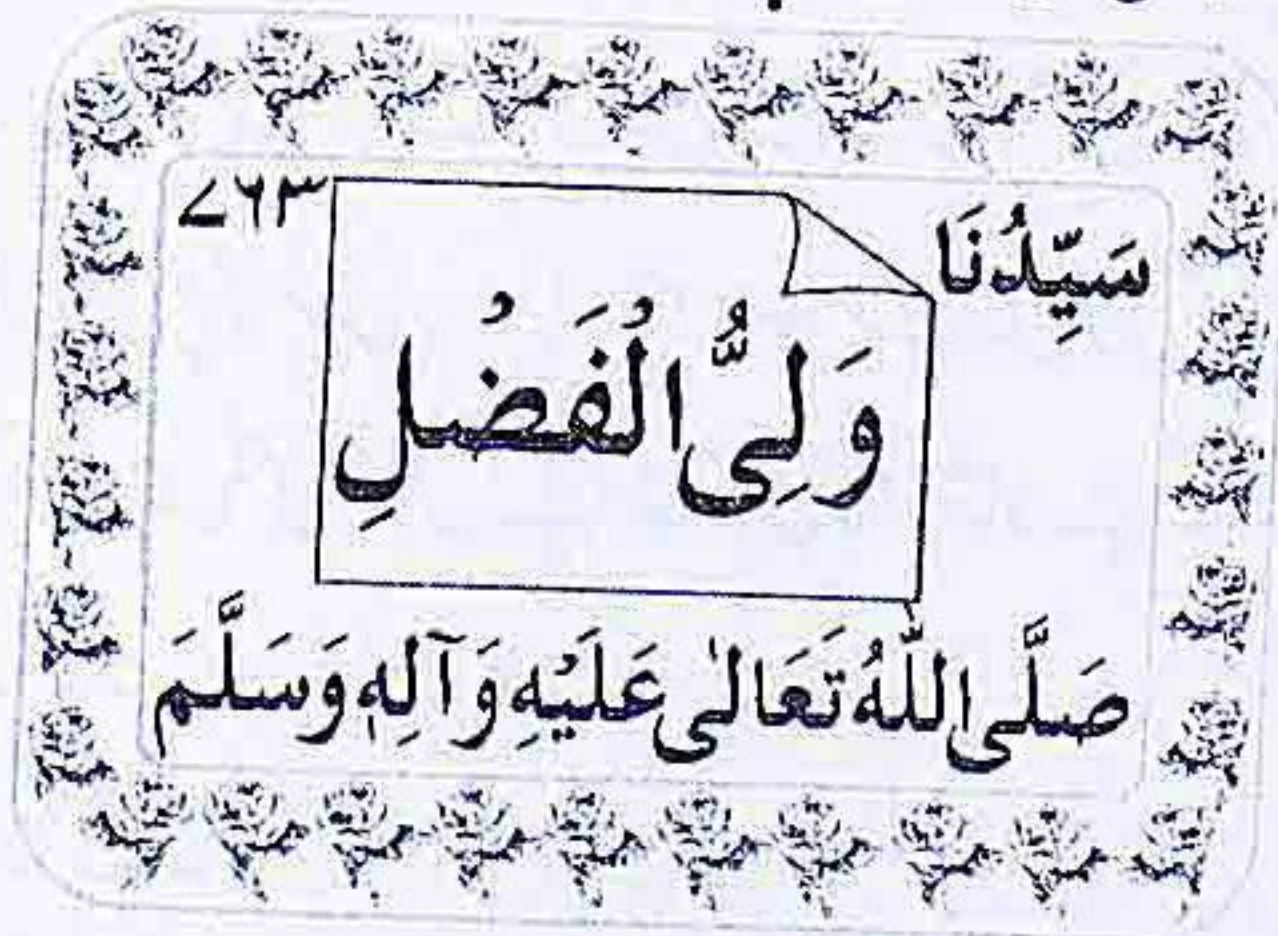 سَيِّدُنَا ۷۶۳
وَلِیُّ الْفَضْلِ
صَلَّی اللّٰهُ تَعَالٰی عَلَيْهِ وَآلِهٖ وَسَلَّمَ